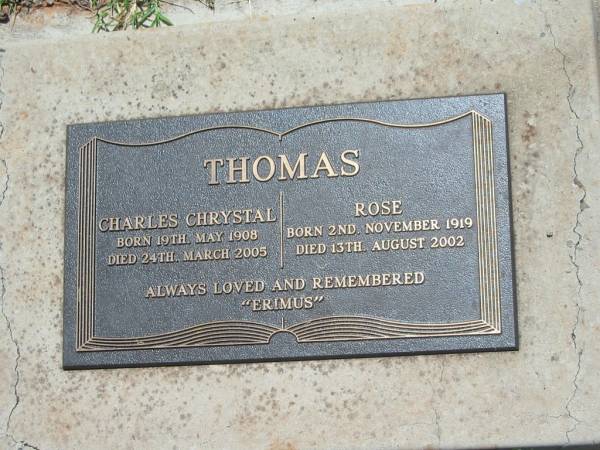 THOMAS
CHARLES CHRYSTAL
BORN 19TH. MAY 1908
DIED 24TH. MARCH 2005
ROSE
BORN 2ND. NOVEMBER 1919
DIED 13TH. AUGUST 2002
ALWAYS LOVED AND REMEMBERED
"ERIMUS"